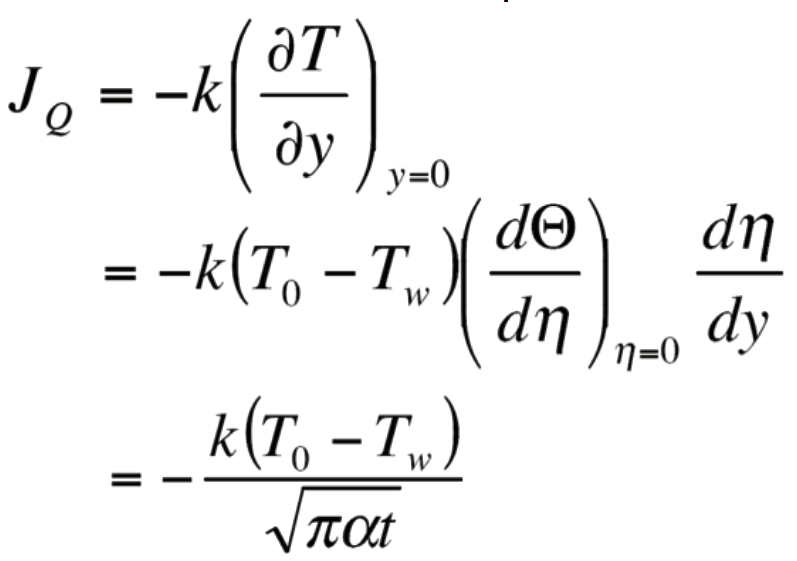 J_Q = -k(∂T/∂y)_{y=0}
= -k(T_0 - T_w)(dΘ/dη)_{η=0} dη/dy
= - k(T_0 - T_w)/√(παt)